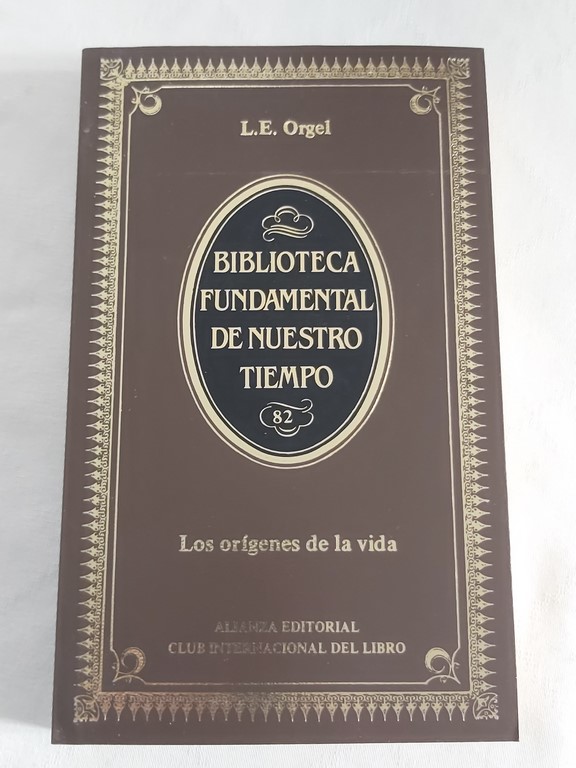 L.E. Orgel
BIBLIOTECA
FUNDAMENTAL
DE NUESTRO
TIEMPO
82
Los orígenes de la vida
ALIANZA EDITORIAL
CLUB INTERNACIONAL DEL LIBRO